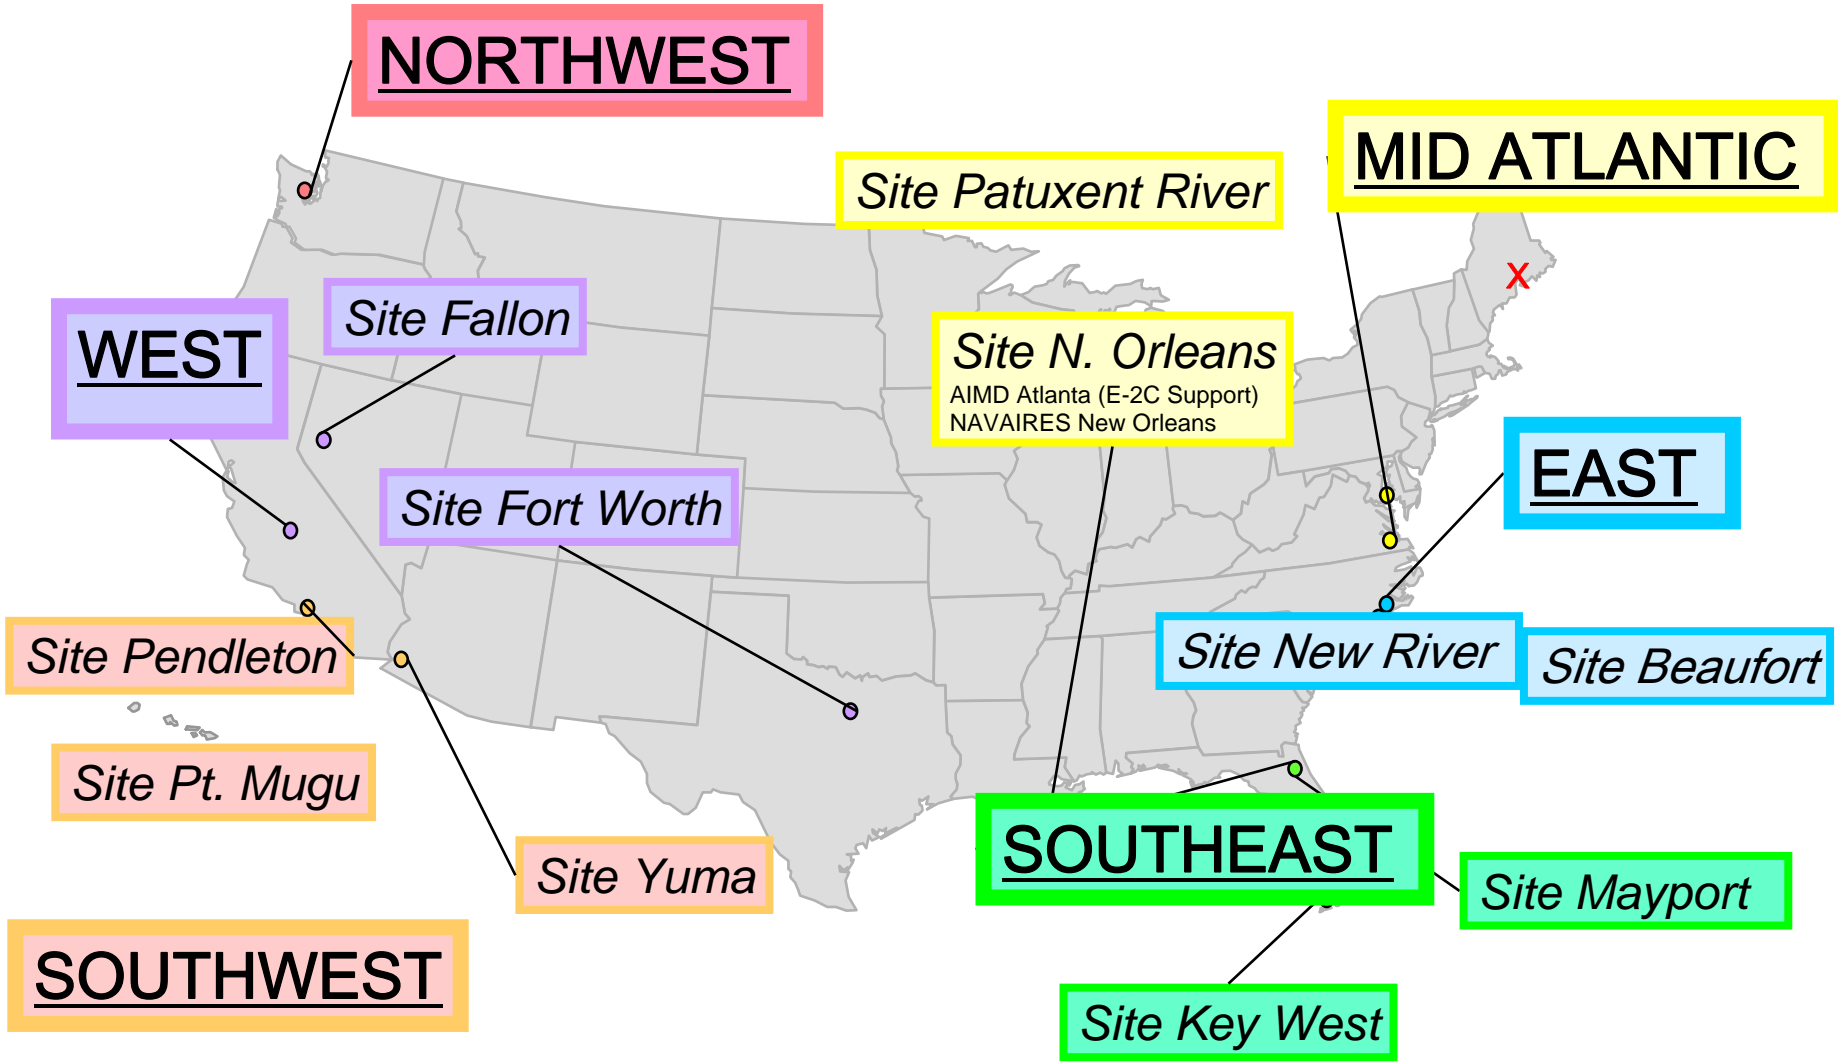 NORTHWEST
MID ATLANTIC
Site Patuxent River
X
Site Fallon
WEST
Site N. Orleans
AIMD Atlanta (E-2C Support)
NAVAIRES New Orleans
EAST
Site Fort Worth
Site Pendleton
Site New River
Site Beaufort
Site Pt. Mugu
SOUTHEAST
Site Yuma
Site Mayport
SOUTHWEST
Site Key West